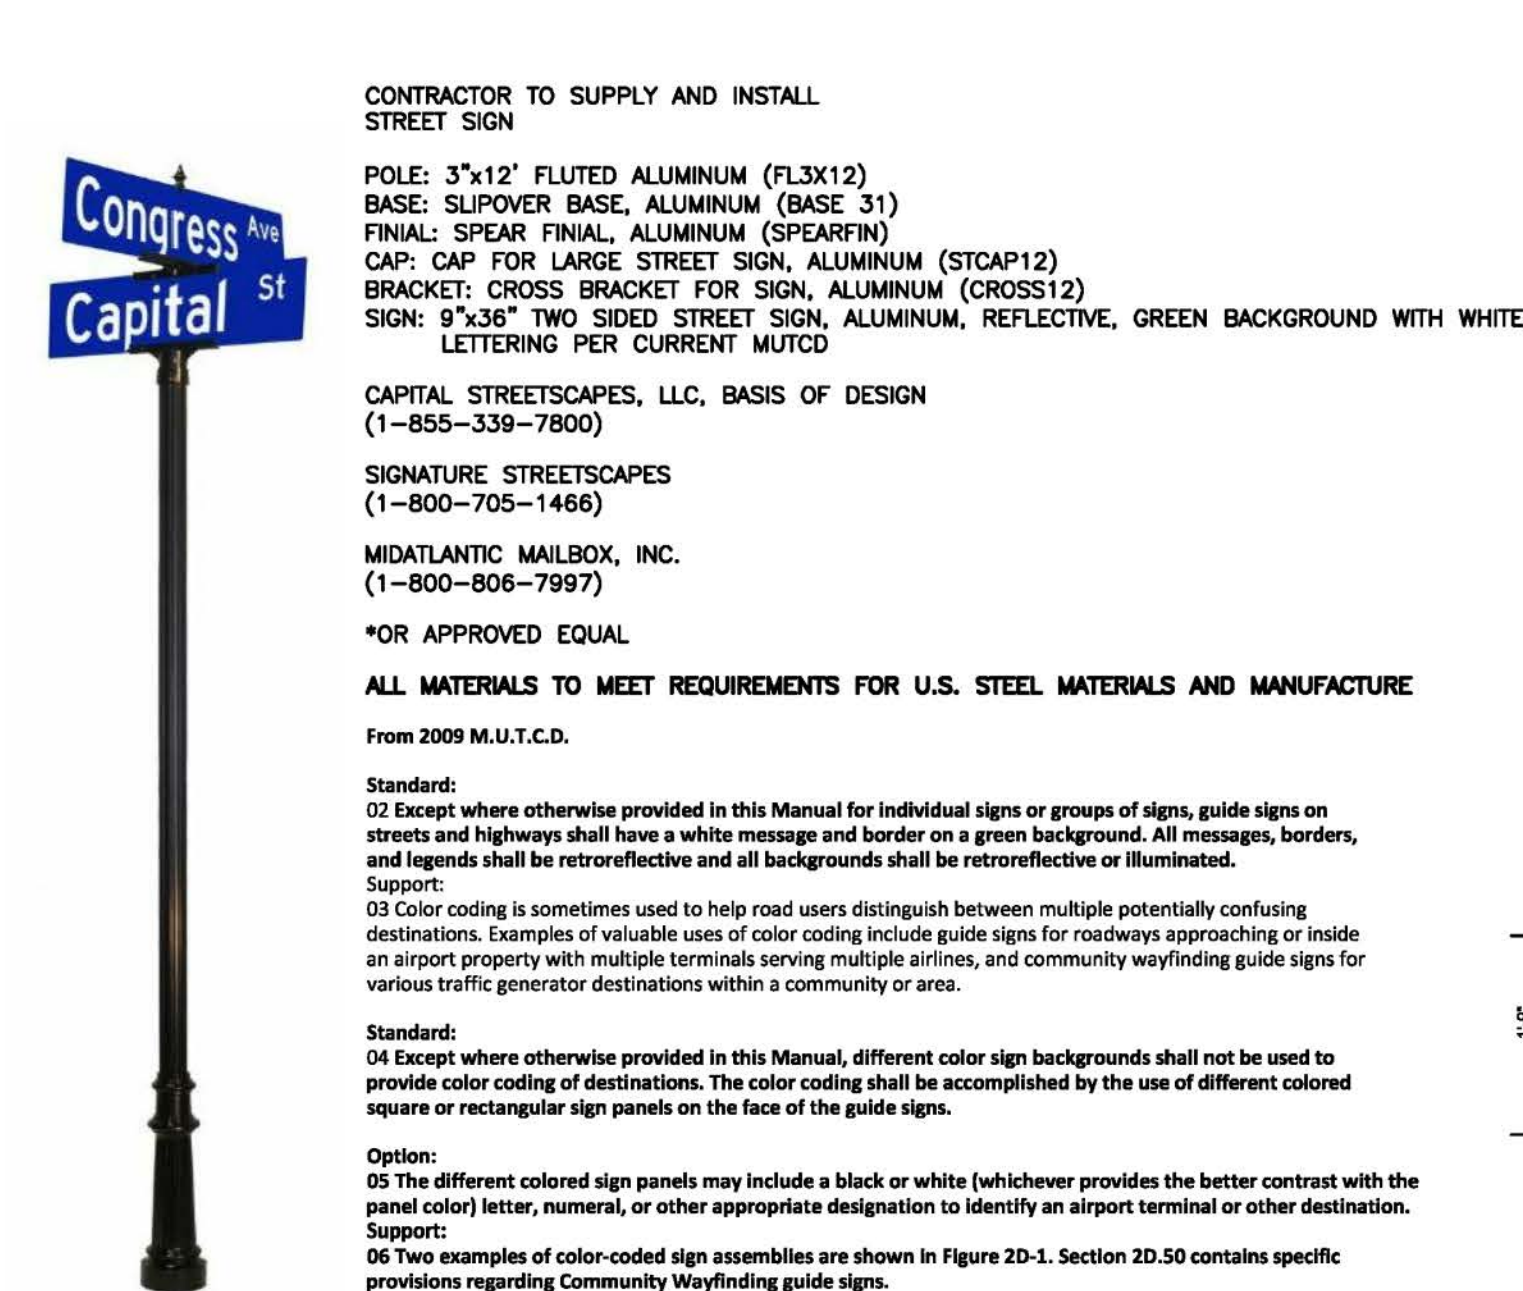 Congress Ave
Capital St
CONTRACTOR TO SUPPLY AND INSTALL
STREET SIGN
POLE: 3"x12' FLUTED ALUMINUM (FL3X12)
BASE: SLIPOVER BASE, ALUMINUM (BASE 31)
FINIAL: SPEAR FINIAL, ALUMINUM (SPEARFIN)
CAP: CAP FOR LARGE STREET SIGN, ALUMINUM (STCAP12)
BRACKET: CROSS BRACKET FOR SIGN, ALUMINUM (CROSS12)
SIGN: 9"x36" TWO SIDED STREET SIGN, ALUMINUM, REFLECTIVE, GREEN BACKGROUND WITH WHITE
LETTERING PER CURRENT MUTCD
CAPITAL STREETSCAPES, LLC, BASIS OF DESIGN
(1-855-339-7800)
SIGNATURE STREETSCAPES
(1-800-705-1466)
MIDATLANTIC MAILBOX, INC.
(1-800-806-7997)
*OR APPROVED EQUAL
ALL MATERIALS TO MEET REQUIREMENTS FOR U.S. STEEL MATERIALS AND MANUFACTURE
From 2009 M.U.T.C.D.
Standard:
02 Except where otherwise provided in this Manual for individual signs or groups of signs, guide signs on
streets and highways shall have a white message and border on a green background. All messages, borders,
and legends shall be retroreflective and all backgrounds shall be retroreflective or illuminated.
Support:
03 Color coding is sometimes used to help road users distinguish between multiple potentially confusing
destinations. Examples of valuable uses of color coding include guide signs for roadways approaching or inside
an airport property with multiple terminals serving multiple airlines, and community wayfinding guide signs for
various traffic generator destinations within a community or area.
Standard:
04 Except where otherwise provided in this Manual, different color sign backgrounds shall not be used to
provide color coding of destinations. The color coding shall be accomplished by the use of different colored
square or rectangular sign panels on the face of the guide signs.
Option:
05 The different colored sign panels may include a black or white (whichever provides the better contrast with the
panel color) letter, numeral, or other appropriate designation to identify an airport terminal or other destination.
Support:
06 Two examples of color-coded sign assemblies are shown in Figure 2D-1. Section 2D.50 contains specific
provisions regarding Community Wayfinding guide signs.